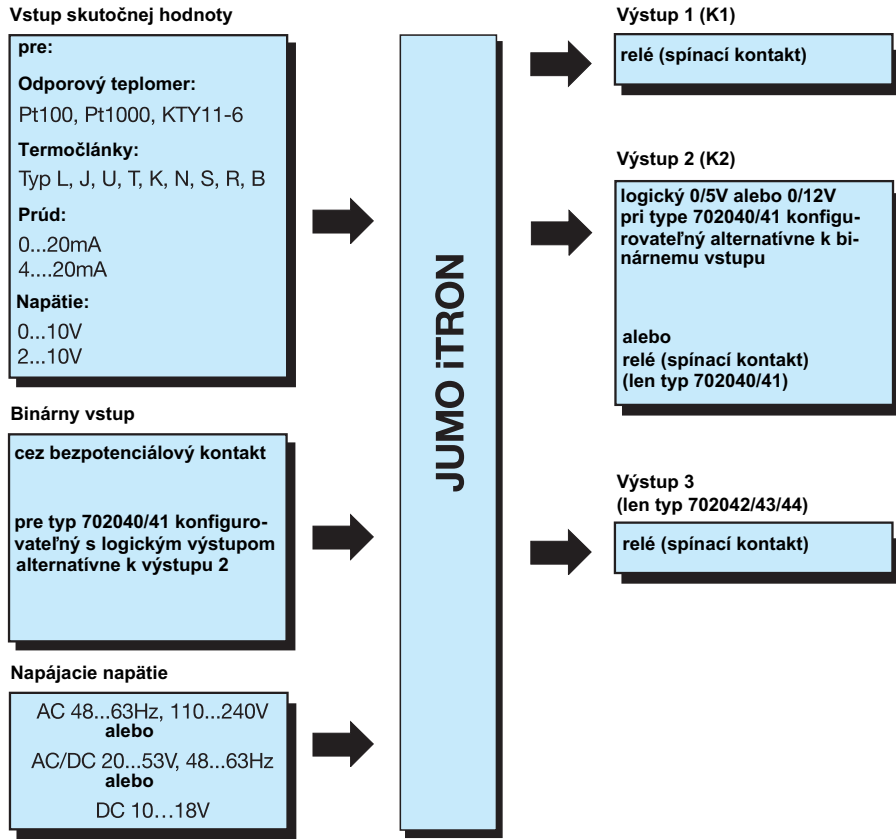 Vstup skutočnej hodnoty
pre:
Odporový teplomer:
Pt100, Pt1000, KTY11-6
Termočlánky:
Typ L, J, U, T, K, N, S, R, B
Prúd:
0...20mA
4....20mA
Napätie:
0...10V
2...10V
Binárny vstup
cez bezpotenciálový kontakt
pre typ 702040/41 konfiguro-
vateľný s logickým výstupom
alternatívne k výstupu 2
Napájacie napätie
AC 48...63Hz, 110...240V
alebo
AC/DC 20...53V, 48...63Hz
alebo
DC 10...18V
JUMO iTRON
Výstup 1 (K1)
relé (spínací kontakt)
Výstup 2 (K2)
logický 0/5V alebo 0/12V
pri type 702040/41 konfigu-
rovateľný alternatívne k bi-
nárnemu vstupu
alebo
relé (spínací kontakt)
(len typ 702040/41)
Výstup 3
(len typ 702042/43/44)
relé (spínací kontakt)